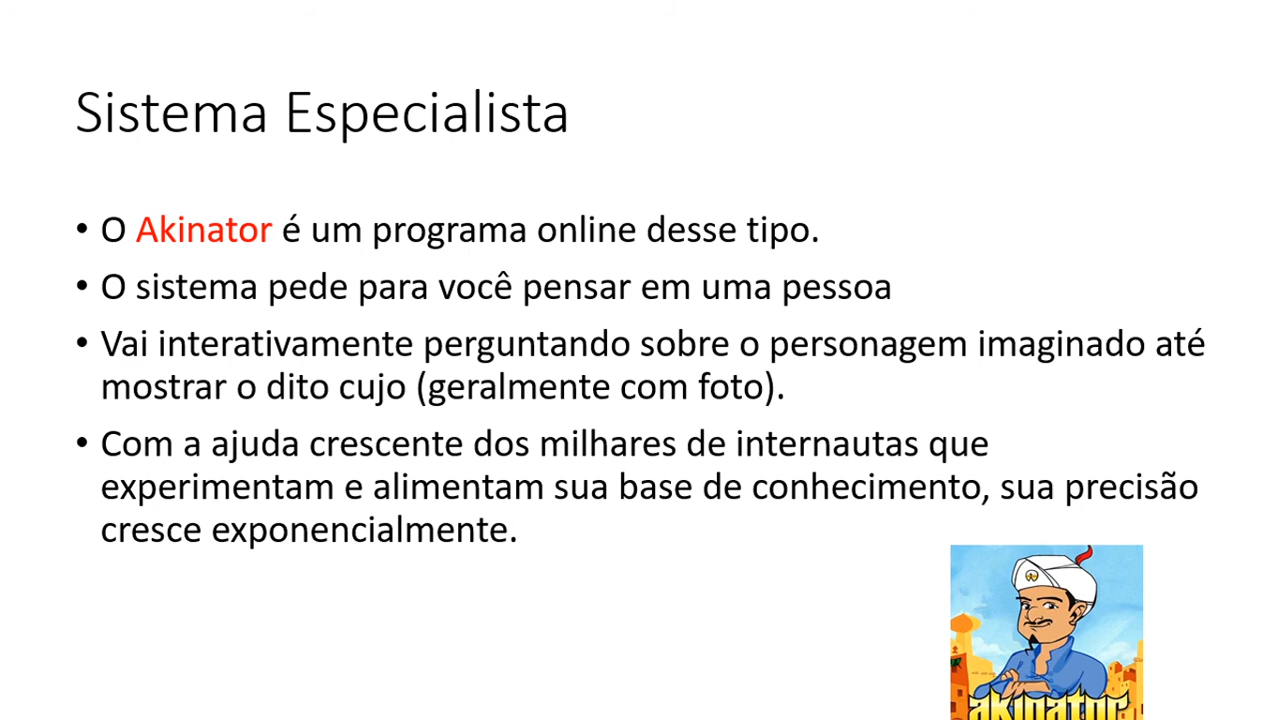 Sistema Especialista
• O Akinator é um programa online desse tipo.
• O sistema pede para você pensar em uma pessoa
• Vai interativamente perguntando sobre o personagem imaginado até
mostrar o dito cujo (geralmente com foto).
• Com a ajuda crescente dos milhares de internautas que
experimentam e alimentam sua base de conhecimento, sua precisão
cresce exponencialmente.
akinator